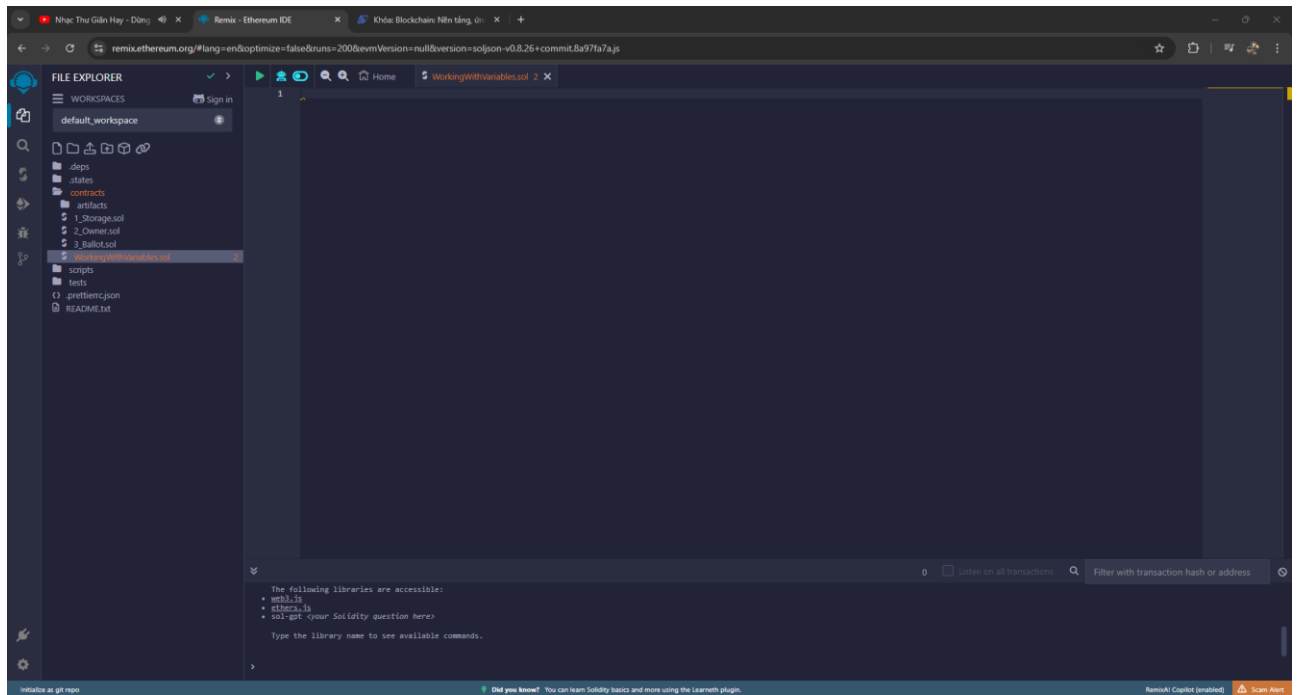 Nhạc Thư Giãn Hay - Dừng
Remix - Ethereum IDE
Khóa: Blockchain: Nền tảng, ứn
remix.ethereum.org/#lang=en&optimize=false&runs=200&evmVersion=null&version=soljson-v0.8.26+commit.8a97fa7a.js
FILE EXPLORER
Home
WorkingWithVariables.sol 2
WORKSPACES
Sign in
1
default_workspace
.deps
.states
contracts
artifacts
1_Storage.sol
2_Owner.sol
3_Ballot.sol
WorkingWithVariables.sol 2
scripts
tests
.prettierrc.json
README.txt
0 Listen on all transactions Filter with transaction hash or address
The following libraries are accessible:
• web3.js
• ethers.js
• sol-gpt <your Solidity question here>
Type the library name to see available commands.
>
Initialize as git repo
Did you know? You can learn Solidity basics and more using the Learneth plugin.
RemixAI Copilot (enabled)
Scam Alert